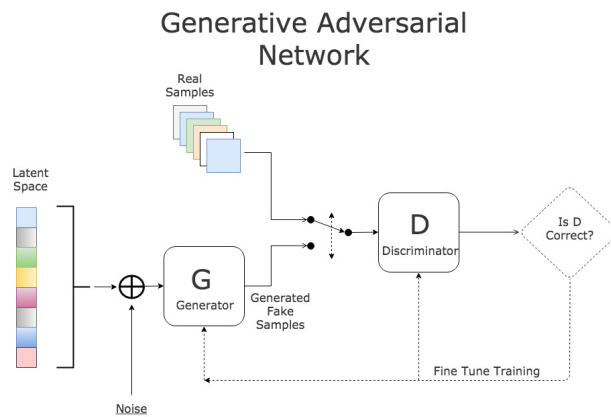 Generative Adversarial
Network
Real
Samples
Latent
Space
D
Discriminator
Is D
Correct?
G
Generator
Generated
Fake
Samples
Fine Tune Training
Noise